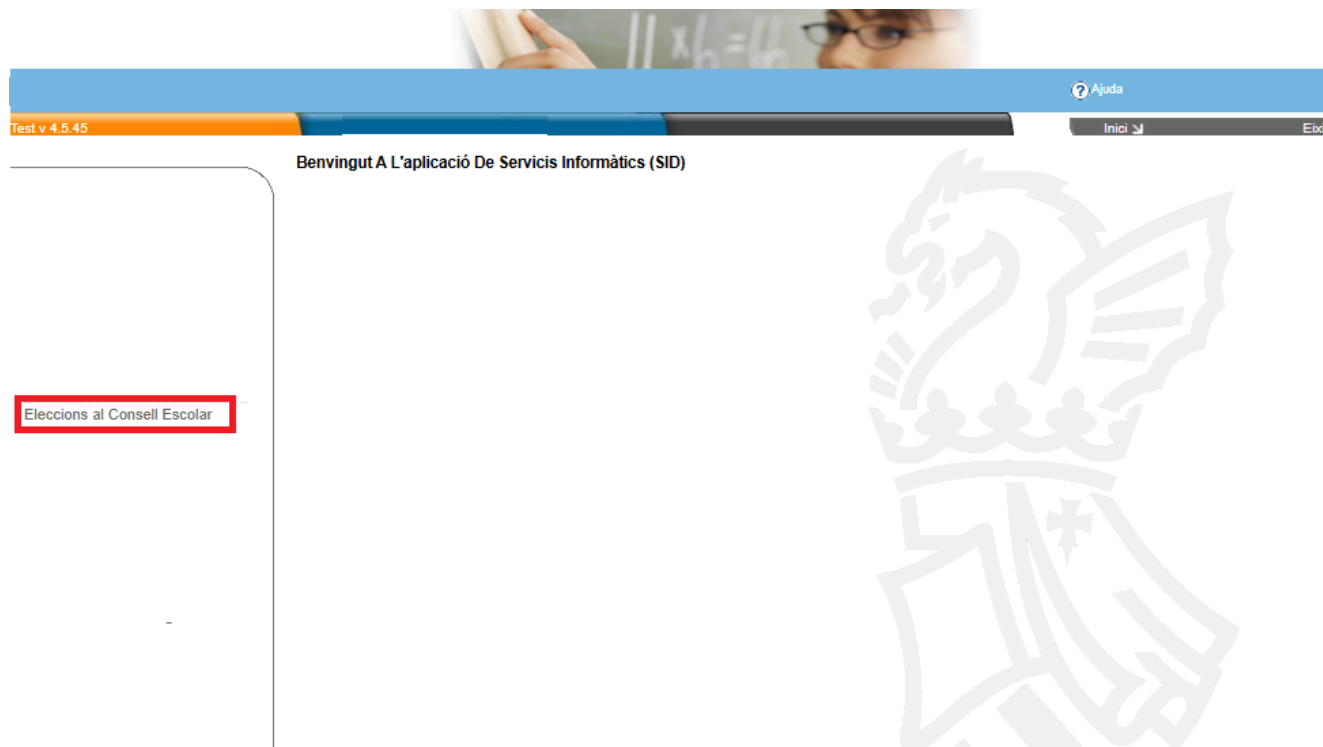 Ajuda
Test v 4.5.45
Inici
Benvingut A L'aplicació De Servicis Informàtics (SID)
Eleccions al Consell Escolar